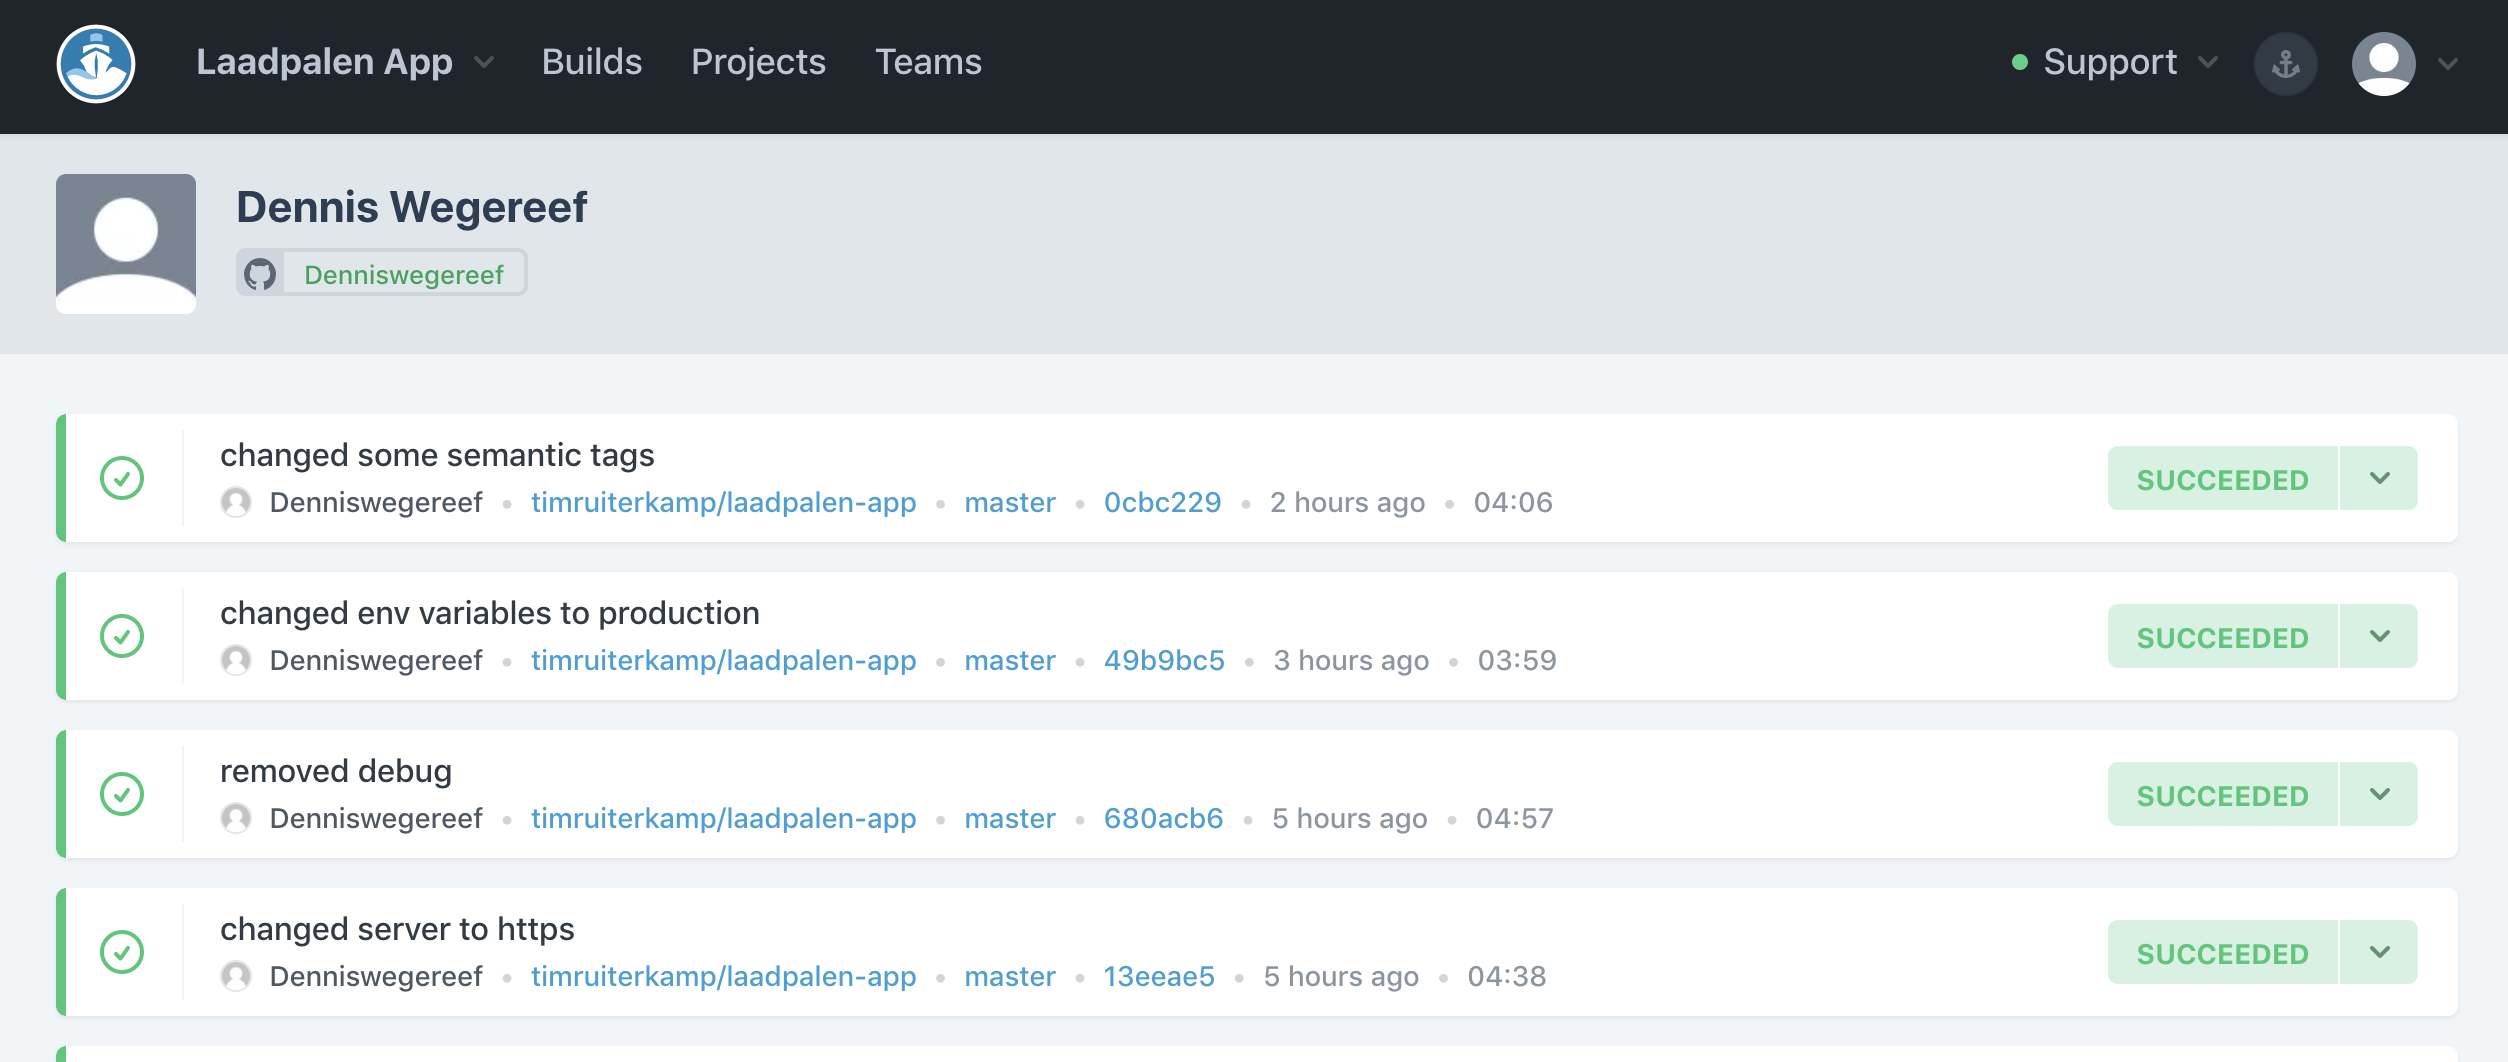 Laadpalen App Builds Projects Teams Support
Dennis Wegereef
Denniswegereef
changed some semantic tags
Denniswegereef • timruiterkamp/laadpalen-app • master • 0cbc229 • 2 hours ago • 04:06
SUCCEEDED
changed env variables to production
Denniswegereef • timruiterkamp/laadpalen-app • master • 49b9bc5 • 3 hours ago • 03:59
SUCCEEDED
removed debug
Denniswegereef • timruiterkamp/laadpalen-app • master • 680acb6 • 5 hours ago • 04:57
SUCCEEDED
changed server to https
Denniswegereef • timruiterkamp/laadpalen-app • master • 13eeae5 • 5 hours ago • 04:38
SUCCEEDED